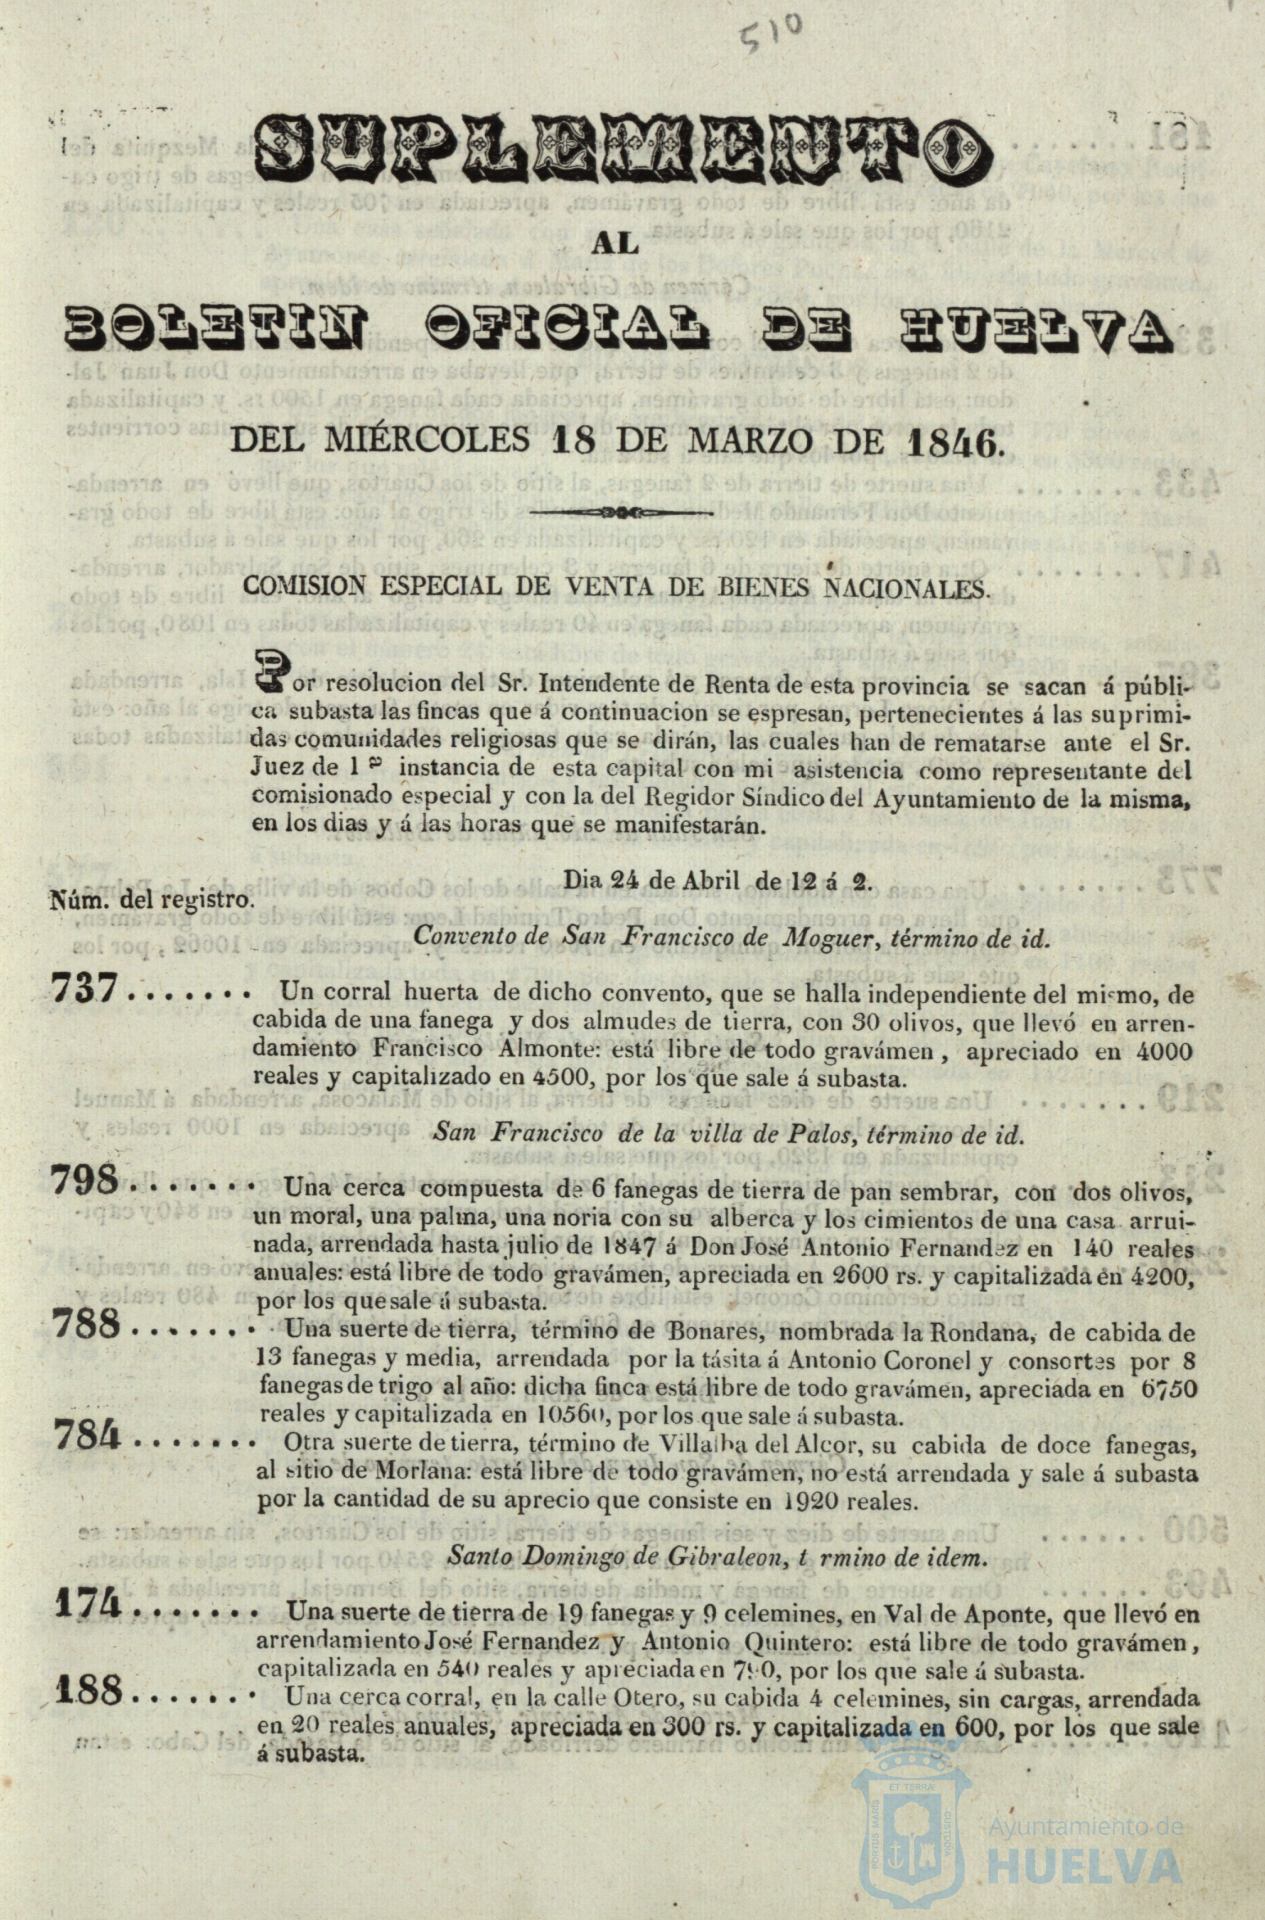 510
SUPLEMENTO
AL
BOLETIN OFICIAL DE HUELVA
DEL MIÉRCOLES 18 DE MARZO DE 1846.
COMISION ESPECIAL DE VENTA DE BIENES NACIONALES.
Por resolucion del Sr. Intendente de Renta de esta provincia se sacan á públi-
ca subasta las fincas que á continuacion se espresan, pertenecientes á las suprimi-
das comunidades religiosas que se dirán, las cuales han de rematarse ante el Sr.
Juez de 1.ª instancia de esta capital con mi asistencia como representante del
comisionado especial y con la del Regidor Síndico del Ayuntamiento de la misma,
en los dias y á las horas que se manifestarán.
Dia 24 de Abril de 12 á 2.
Núm. del registro.
Convento de San Francisco de Moguer, término de id.
737....... Un corral huerta de dicho convento, que se halla independiente del mismo, de
cabida de una fanega y dos almudes de tierra, con 30 olivos, que llevó en arren-
damiento Francisco Almonte: está libre de todo gravámen, apreciado en 4000
reales y capitalizado en 4500, por los que sale á subasta.
San Francisco de la villa de Palos, término de id.
798....... Una cerca compuesta de 6 fanegas de tierra de pan sembrar, con dos olivos,
un moral, una palma, una noria con su alberca y los cimientos de una casa arrui-
nada, arrendada hasta julio de 1847 á Don José Antonio Fernandez en 140 reales
anuales: está libre de todo gravámen, apreciada en 2600 rs. y capitalizada en 4200,
por los que sale á subasta.
788....... Una suerte de tierra, término de Bonares, nombrada la Rondana, de cabida de
13 fanegas y media, arrendada por la tásita á Antonio Coronel y consortes por 8
fanegas de trigo al año: dicha finca está libre de todo gravámen, apreciada en 6750
reales y capitalizada en 10560, por los que sale á subasta.
784....... Otra suerte de tierra, término de Villalba del Alcor, su cabida de doce fanegas,
al sitio de Morlana: está libre de todo gravámen, no está arrendada y sale á subasta
por la cantidad de su aprecio que consiste en 1920 reales.
Santo Domingo de Gibraleon, t rmino de idem.
174....... Una suerte de tierra de 19 fanegas y 9 celemines, en Val de Aponte, que llevó en
arrendamiento José Fernandez y Antonio Quintero: está libre de todo gravámen,
capitalizada en 540 reales y apreciada en por los que sale á subasta.
188....... Una cerca corral, en la calle Otero, su cabida 4 celemines, sin cargas, arrendada
en 20 reales anuales, apreciada en 300 rs. y capitalizada en 600, por los que sale
á subasta.
ET TERRÆ
PORTUS MARIS
CUSTODIA
Ayuntamiento de
HUELVA